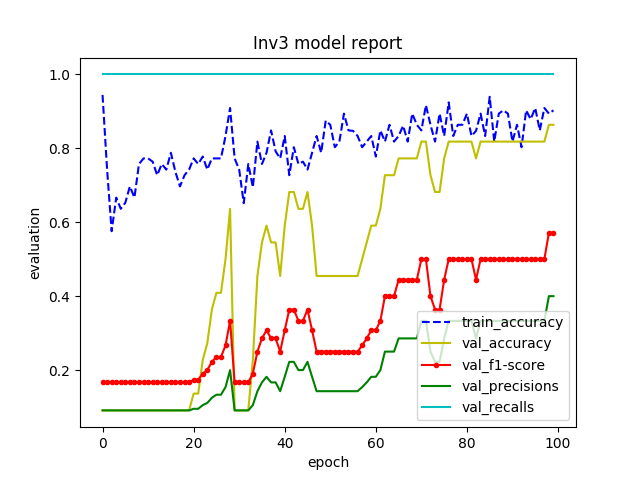 Inv3 model report
1.0
0.8
0.6
0.4
0.2
evaluation
train_accuracy
val_accuracy
val_f1-score
val_precisions
val_recalls
0
20
40
60
80
100
epoch